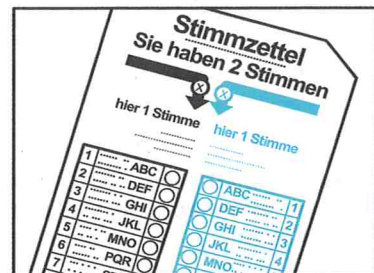 Stimmzettel
Sie haben 2 Stimmen
hier 1 Stimme
hier 1 Stimme
1 ABC
2 DEF
3 GHI
4 JKL
5 MNO
6 PQR
7
ABC 1
DEF 2
GHI 3
JKL 4
MNO